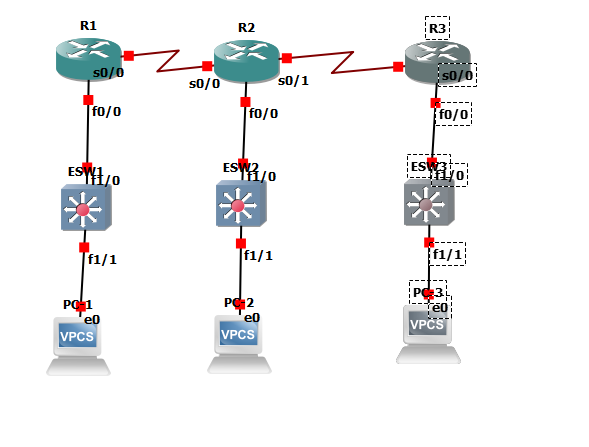 R1
R2
R3
s0/0
s0/0
s0/1
s0/0
f0/0
f0/0
f0/0
ESW1
ESW2
ESW3
f1/0
f1/0
f1/0
f1/1
f1/1
f1/1
PC-1
PC-2
PC-3
e0
e0
e0
VPCS
VPCS
VPCS